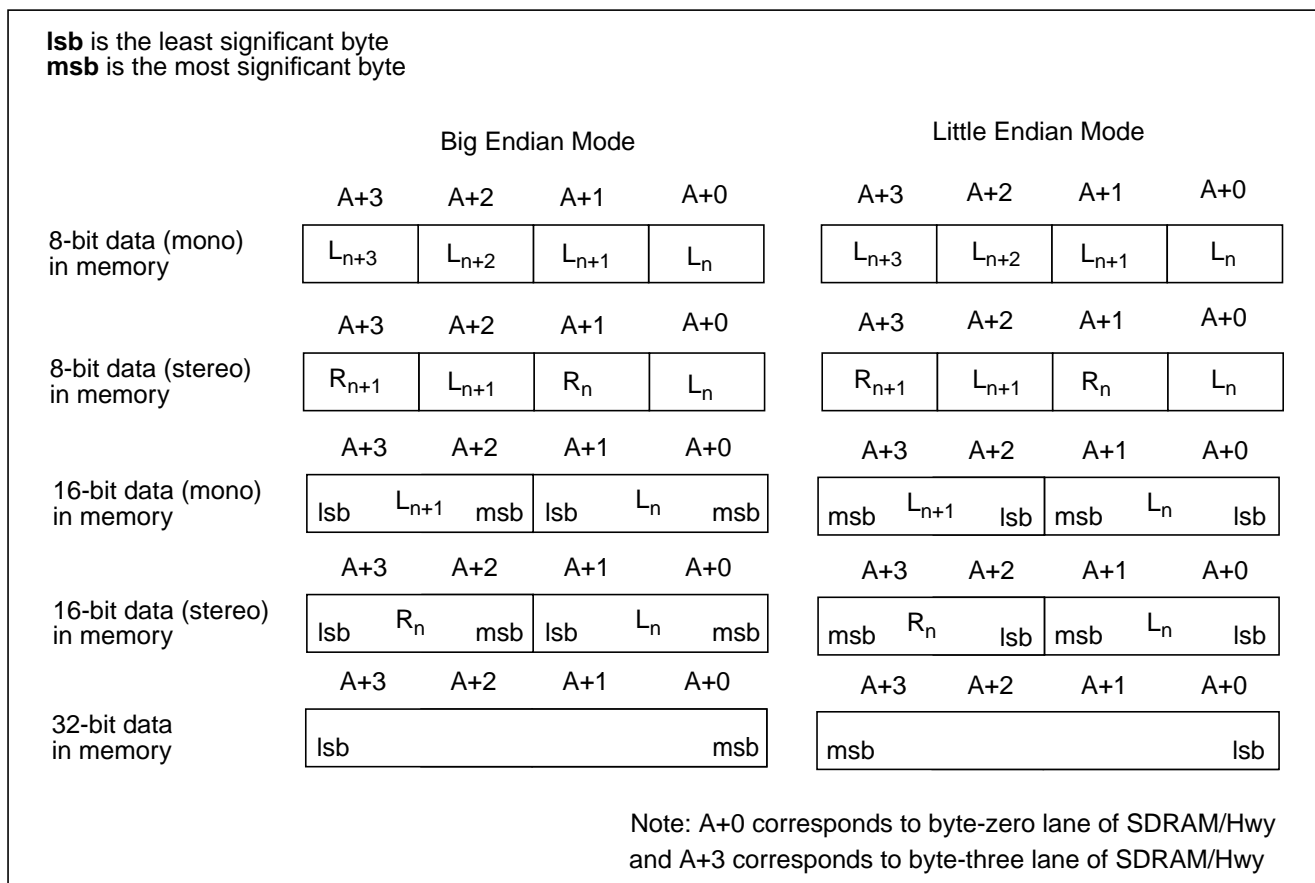 lsb is the least significant byte
msb is the most significant byte
Big Endian Mode
Little Endian Mode
A+3 A+2 A+1 A+0 A+3 A+2 A+1 A+0
8-bit data (mono)
in memory
Ln+3 Ln+2 Ln+1 Ln Ln+3 Ln+2 Ln+1 Ln
A+3 A+2 A+1 A+0 A+3 A+2 A+1 A+0
8-bit data (stereo)
in memory
Rn+1 Ln+1 Rn Ln Rn+1 Ln+1 Rn Ln
A+3 A+2 A+1 A+0 A+3 A+2 A+1 A+0
16-bit data (mono)
in memory
lsb Ln+1 msb lsb Ln msb msb Ln+1 lsb msb Ln lsb
A+3 A+2 A+1 A+0 A+3 A+2 A+1 A+0
16-bit data (stereo)
in memory
lsb Rn msb lsb Ln msb msb Rn lsb msb Ln lsb
A+3 A+2 A+1 A+0 A+3 A+2 A+1 A+0
32-bit data
in memory
lsb msb msb lsb
Note: A+0 corresponds to byte-zero lane of SDRAM/Hwy
and A+3 corresponds to byte-three lane of SDRAM/Hwy